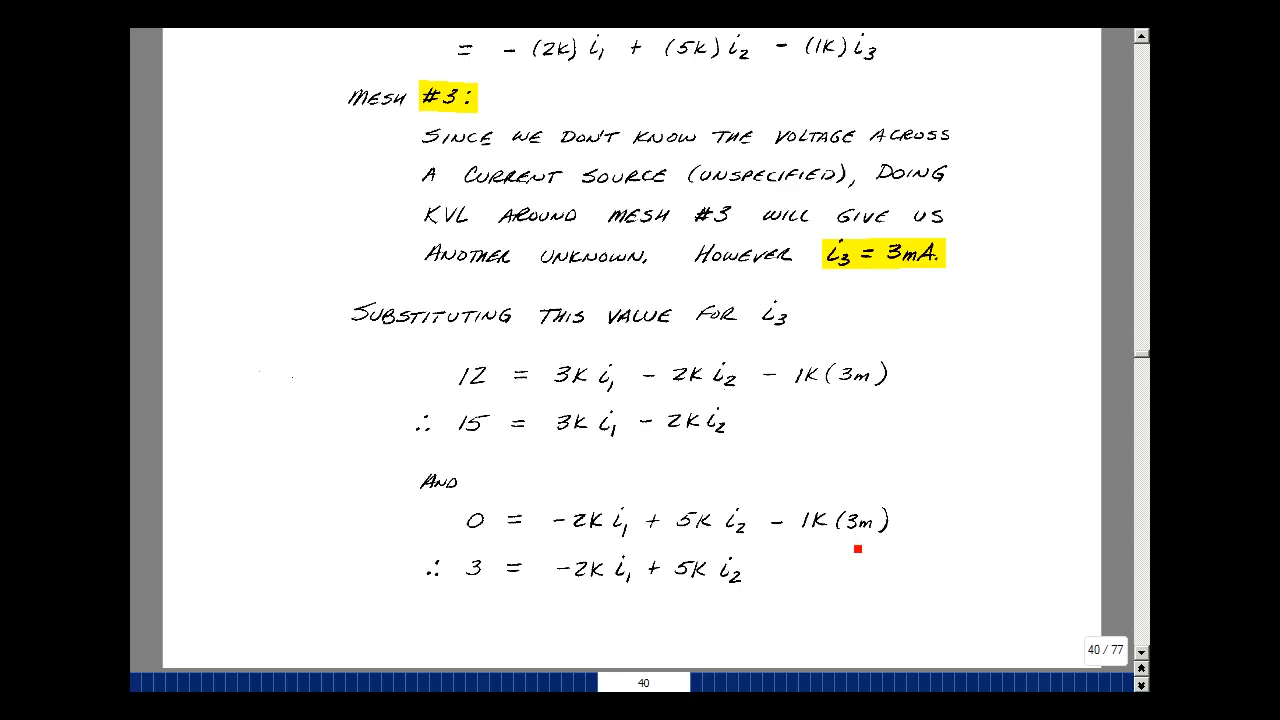 = - (2K) i1 + (5K) i2 - (1K) i3
MESH #3:
SINCE WE DON'T KNOW THE VOLTAGE ACROSS
A CURRENT SOURCE (UNSPECIFIED), DOING
KVL AROUND MESH #3 WILL GIVE US
ANOTHER UNKNOWN. HOWEVER i3 = 3mA.
SUBSTITUTING THIS VALUE FOR i3
12 = 3K i1 - 2K i2 - 1K(3m)
∴ 15 = 3K i1 - 2K i2
AND
0 = -2K i1 + 5K i2 - 1K(3m)
∴ 3 = -2K i1 + 5K i2
40 / 77
40